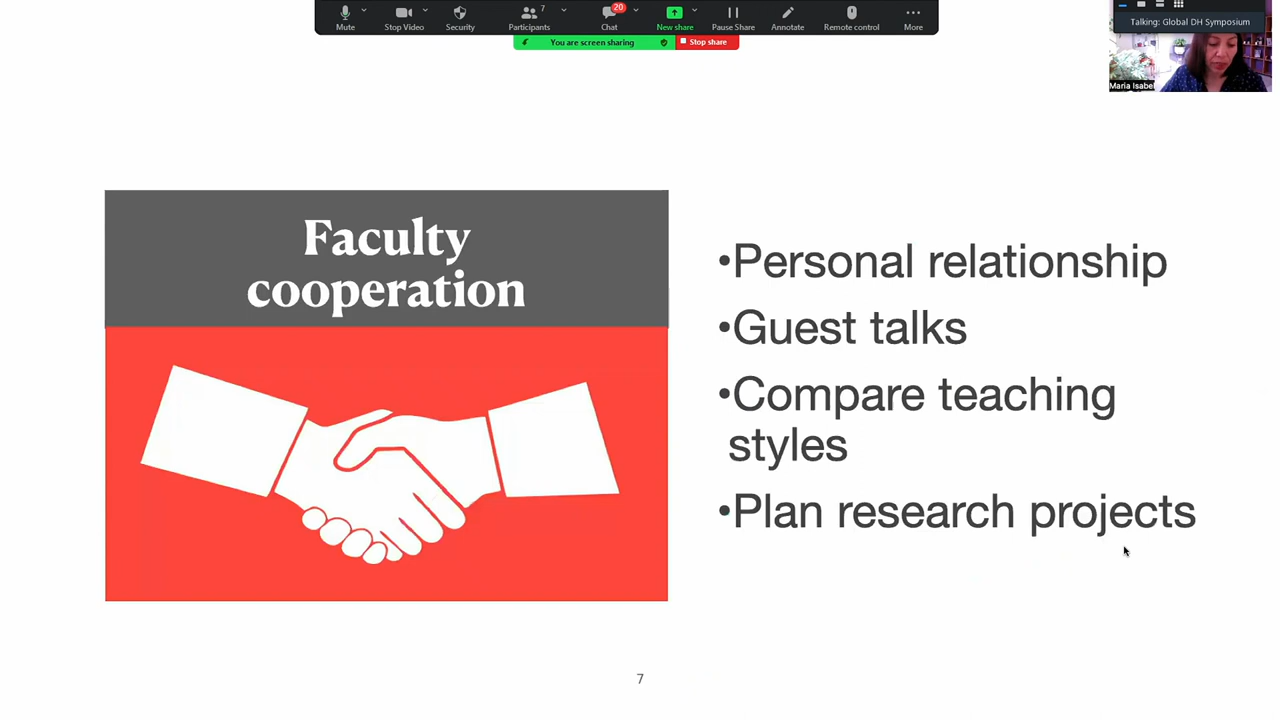 7
20
Mute
Stop Video
Security
Participants
Chat
New share
Pause Share
Annotate
Remote control
More
You are screen sharing
Stop share
Talking: Global DH Symposium
Maria Isabel
Faculty
cooperation
•Personal relationship
•Guest talks
•Compare teaching
styles
•Plan research projects
7